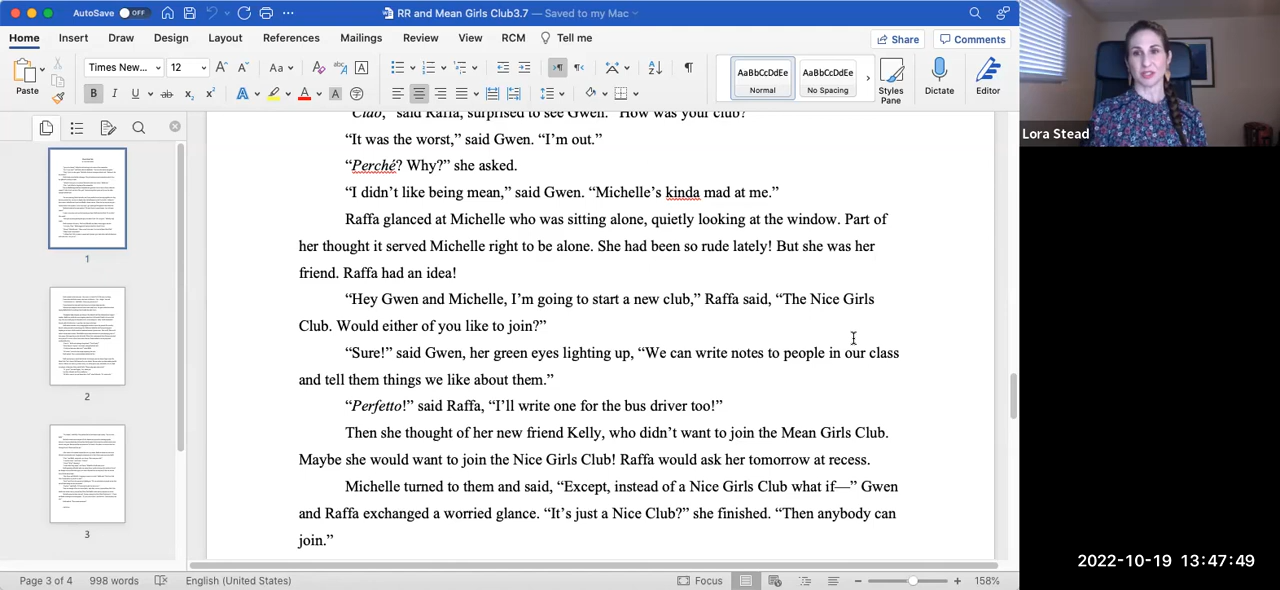 AutoSave OFF RR and Mean Girls Club3.7 — Saved to my Mac
Home Insert Draw Design Layout References Mailings Review View RCM Tell me Share Comments
Paste Times New... 12 Aa AaBbCcDdEe Normal AaBbCcDdEe No Spacing Styles Pane Dictate Editor
Club,” said Raffa, surprised to see Gwen. “How was your club?”
“It was the worst,” said Gwen. “I’m out.”
“Perché? Why?” she asked.
“I didn’t like being mean,” said Gwen. “Michelle’s kinda mad at me.”
Raffa glanced at Michelle who was sitting alone, quietly looking at the window. Part of
her thought it served Michelle right to be alone. She had been so rude lately! But she was her
friend. Raffa had an idea!
“Hey Gwen and Michelle, I’m going to start a new club,” Raffa said, “The Nice Girls
Club. Would either of you like to join?”
“Sure!” said Gwen, her green eyes lighting up, “We can write notes to people in our class
and tell them things we like about them.”
“Perfetto!” said Raffa, “I’ll write one for the bus driver too!”
Then she thought of her new friend Kelly, who didn’t want to join the Mean Girls Club.
Maybe she would want to join the Nice Girls Club! Raffa would ask her tomorrow at recess.
Michelle turned to them and said, “Except, instead of a Nice Girls Club what if—” Gwen
and Raffa exchanged a worried glance. “It’s just a Nice Club?” she finished. “Then anybody can
join.”
1
2
3
Page 3 of 4 998 words English (United States) Focus 158%
Lora Stead
2022-10-19 13:47:49